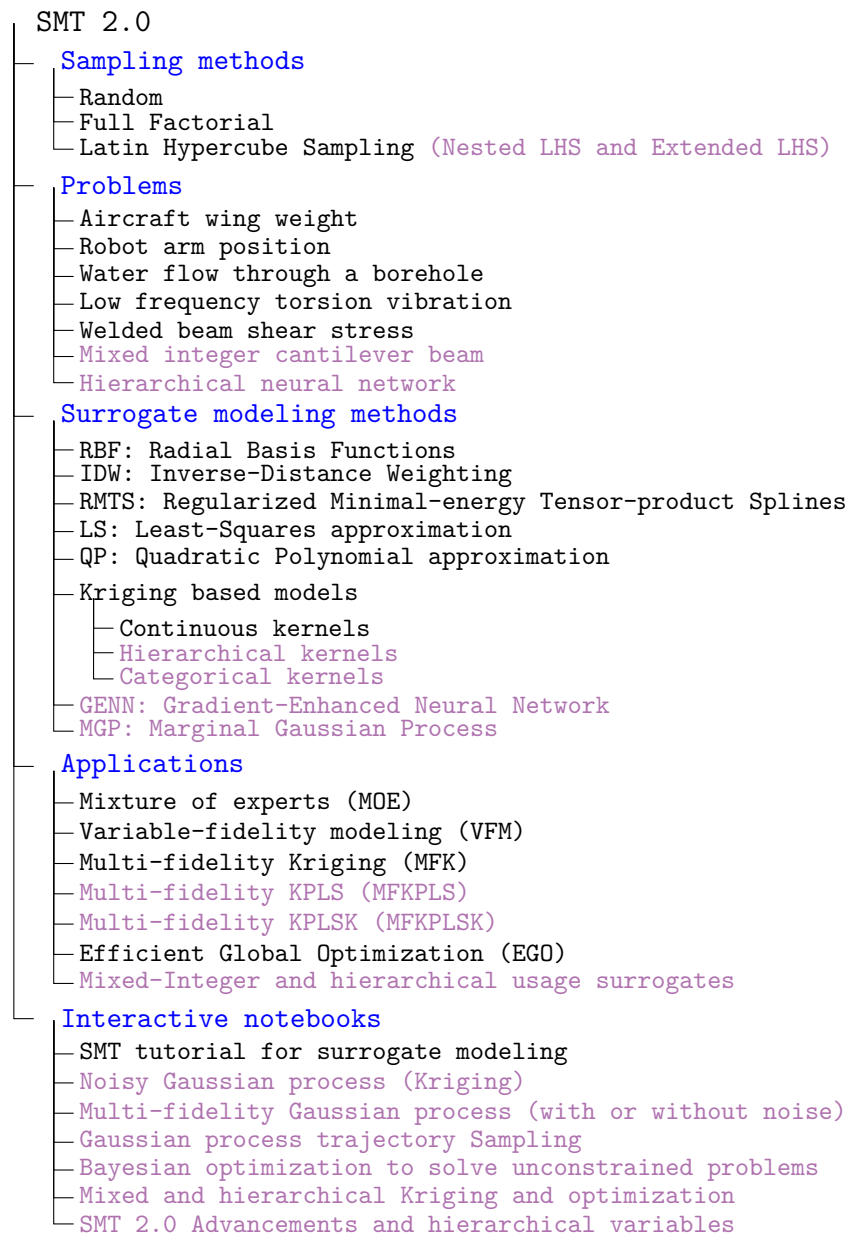 SMT 2.0
Sampling methods
Random
Full Factorial
Latin Hypercube Sampling (Nested LHS and Extended LHS)
Problems
Aircraft wing weight
Robot arm position
Water flow through a borehole
Low frequency torsion vibration
Welded beam shear stress
Mixed integer cantilever beam
Hierarchical neural network
Surrogate modeling methods
RBF: Radial Basis Functions
IDW: Inverse-Distance Weighting
RMTS: Regularized Minimal-energy Tensor-product Splines
LS: Least-Squares approximation
QP: Quadratic Polynomial approximation
Kriging based models
Continuous kernels
Hierarchical kernels
Categorical kernels
GENN: Gradient-Enhanced Neural Network
MGP: Marginal Gaussian Process
Applications
Mixture of experts (MOE)
Variable-fidelity modeling (VFM)
Multi-fidelity Kriging (MFK)
Multi-fidelity KPLS (MFKPLS)
Multi-fidelity KPLSK (MFKPLSK)
Efficient Global Optimization (EGO)
Mixed-Integer and hierarchical usage surrogates
Interactive notebooks
SMT tutorial for surrogate modeling
Noisy Gaussian process (Kriging)
Multi-fidelity Gaussian process (with or without noise)
Gaussian process trajectory Sampling
Bayesian optimization to solve unconstrained problems
Mixed and hierarchical Kriging and optimization
SMT 2.0 Advancements and hierarchical variables